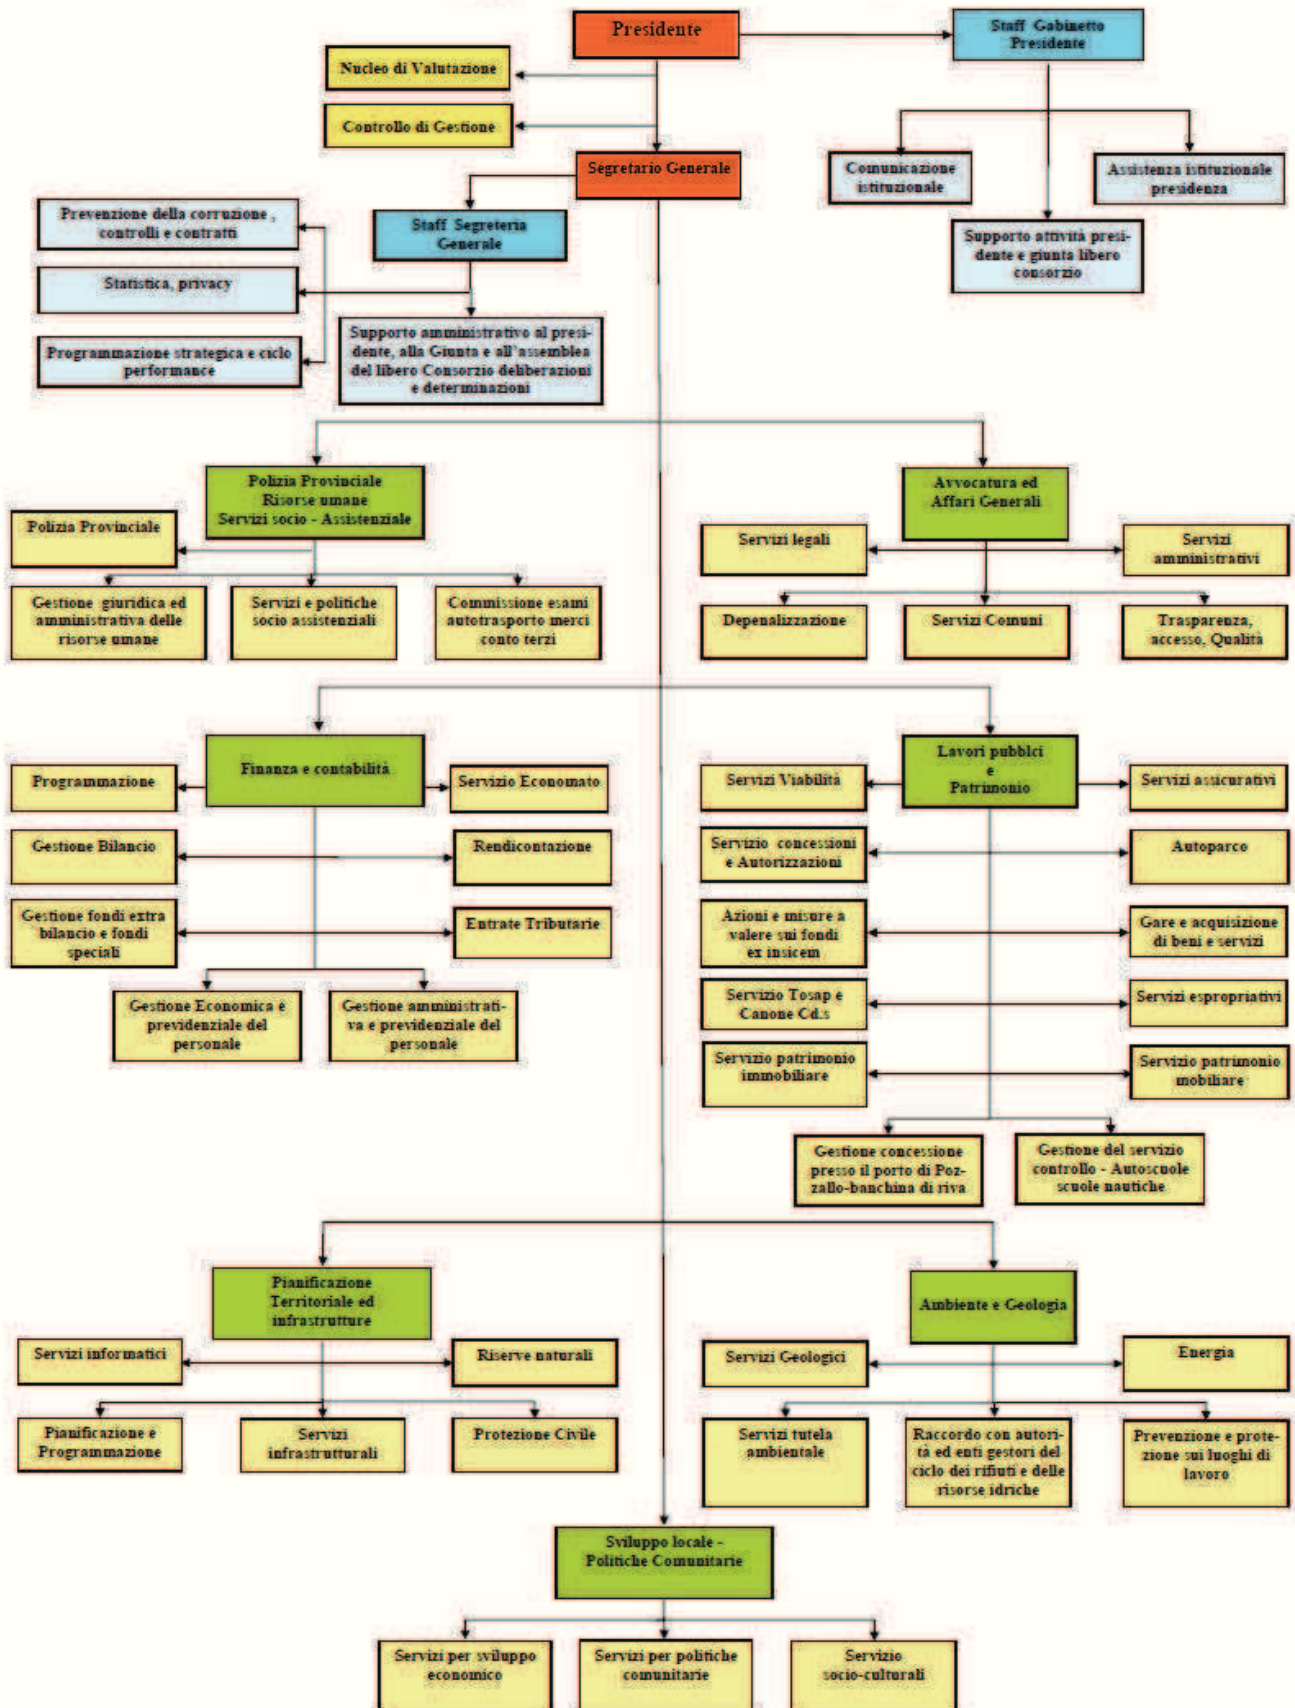 Presidente
Staff Gabinetto
Presidente
Nucleo di Valutazione
Controllo di Gestione
Segretario Generale
Comunicazione
istituzionale
Assistenza istituzionale
presidenza
Supporto attività presi-
dente e giunta libero
consorzio
Staff Segreteria
Generale
Prevenzione della corruzione ,
controlli e contratti
Statistica, privacy
Programmazione strategica e ciclo
performance
Supporto amministrativo al presi-
dente, alla Giunta e all'assemblea
del libero Consorzio deliberazioni
e determinazioni
Polizia Provinciale
Risorse umane
Servizi socio - Assistenziale
Polizia Provinciale
Gestione giuridica ed
amministrativa delle
risorse umane
Servizi e politiche
socio assistenziali
Commissione esami
autotrasporto merci
conto terzi
Avvocatura ed
Affari Generali
Servizi legali
Servizi
amministrativi
Depenalizzazione
Servizi Comuni
Trasparenza,
accesso, Qualità
Finanza e contabilità
Programmazione
Servizio Economato
Gestione Bilancio
Rendicontazione
Gestione fondi extra
bilancio e fondi
speciali
Entrate Tributarie
Gestione Economica e
previdenziale del
personale
Gestione amministrati-
va e previdenziale del
personale
Lavori pubblci
e
Patrimonio
Servizi Viabilità
Servizi assicurativi
Servizio concessioni
e Autorizzazioni
Autoparco
Azioni e misure a
valere sui fondi
ex insicem
Gare e acquisizione
di beni e servizi
Servizio Tosap e
Canone Cd.s
Servizi espropriativi
Servizio patrimonio
immobiliare
Servizio patrimonio
mobiliare
Gestione concessione
presso il porto di Poz-
zallo-banchina di riva
Gestione del servizio
controllo - Autoscuole
scuole nautiche
Pianificazione
Territoriale ed
infrastrutture
Servizi informatici
Riserve naturali
Pianificazione e
Programmazione
Servizi
infrastrutturali
Protezione Civile
Ambiente e Geologia
Servizi Geologici
Energia
Servizi tutela
ambientale
Raccordo con autori-
tà ed enti gestori del
ciclo dei rifiuti e delle
risorse idriche
Prevenzione e prote-
zione sui luoghi di
lavoro
Sviluppo locale -
Politiche Comunitarie
Servizi per sviluppo
economico
Servizi per politiche
comunitarie
Servizio
socio-culturali